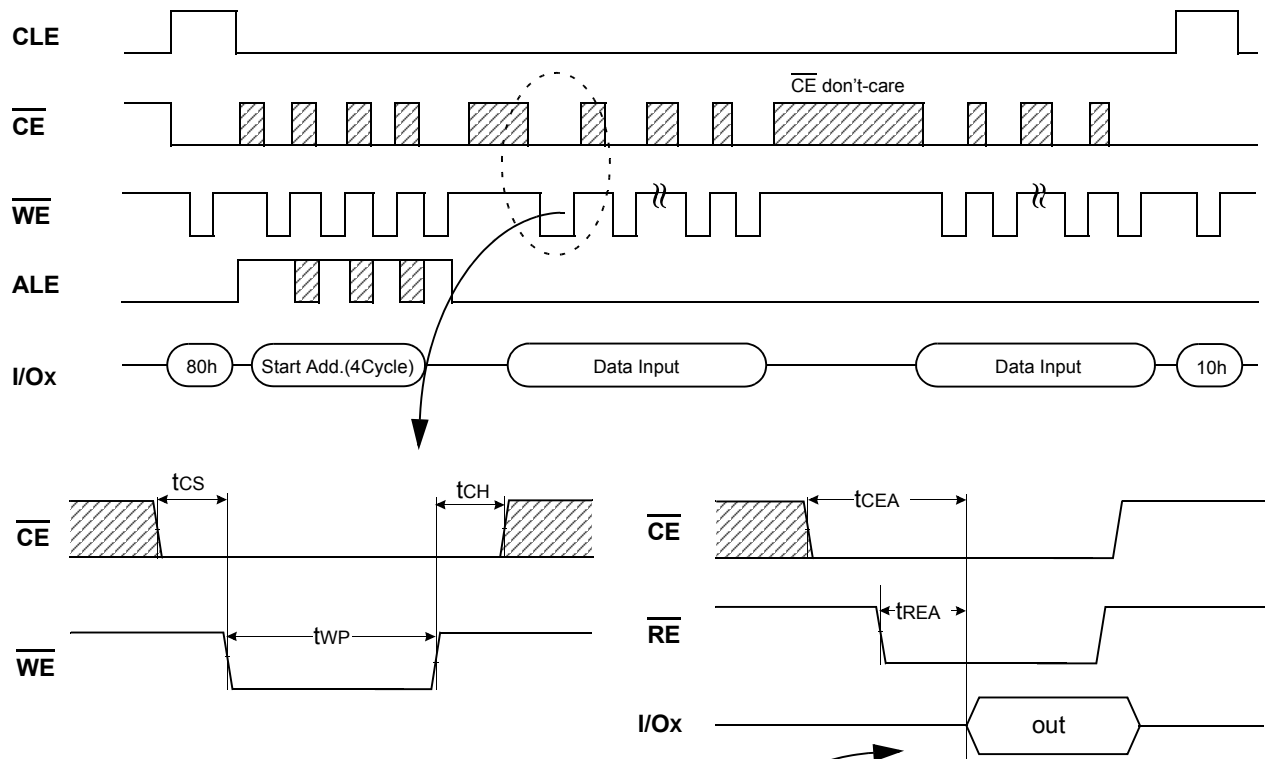 CLE
CE don't-care
CE
WE
ALE
I/Ox
80h
Start Add.(4Cycle)
Data Input
Data Input
10h
tCS
tCH
CE
tWP
WE
tCEA
CE
tREA
RE
I/Ox
out